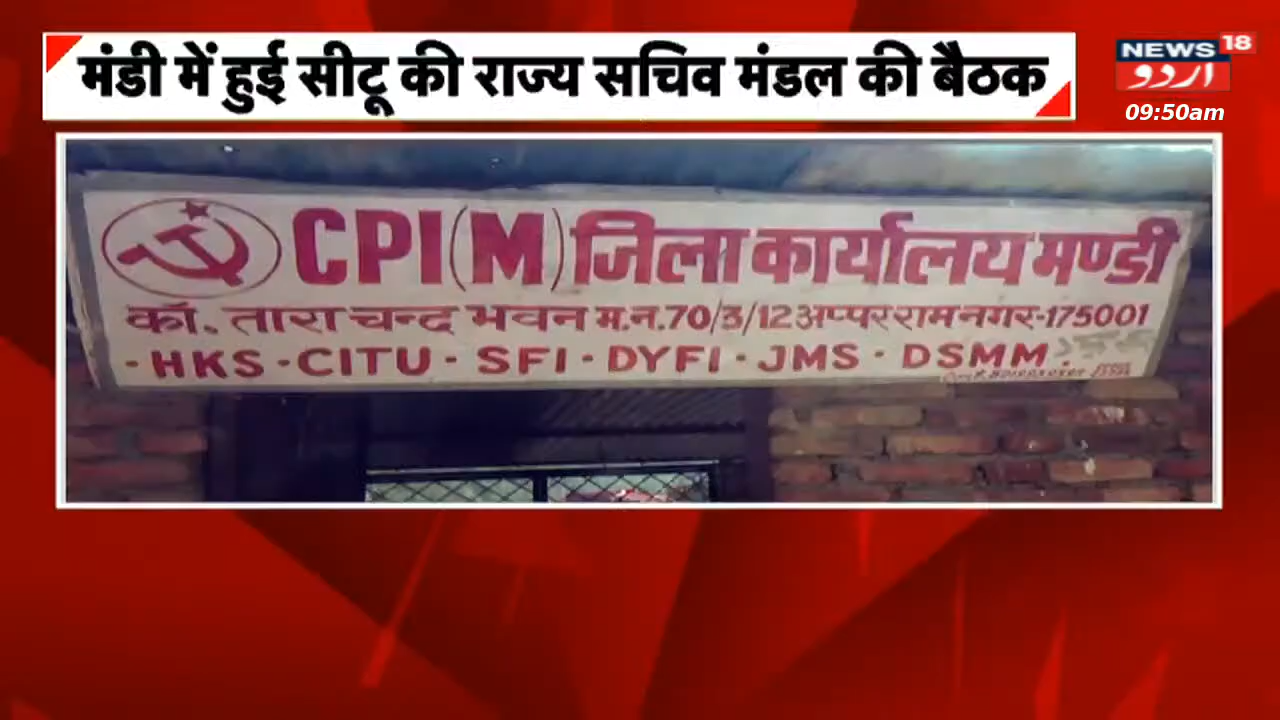 मंडी में हुई सीटू की राज्य सचिव मंडल की बैठक
NEWS 18
اردو
09:50am
CPI(M) जिला कार्यालय मण्डी
कॉ. तारा चन्द भवन म.न.70/3/12 अप्पर राम नगर-175001
·HKS·CITU·SFI·DYFI·JMS·DSMM.